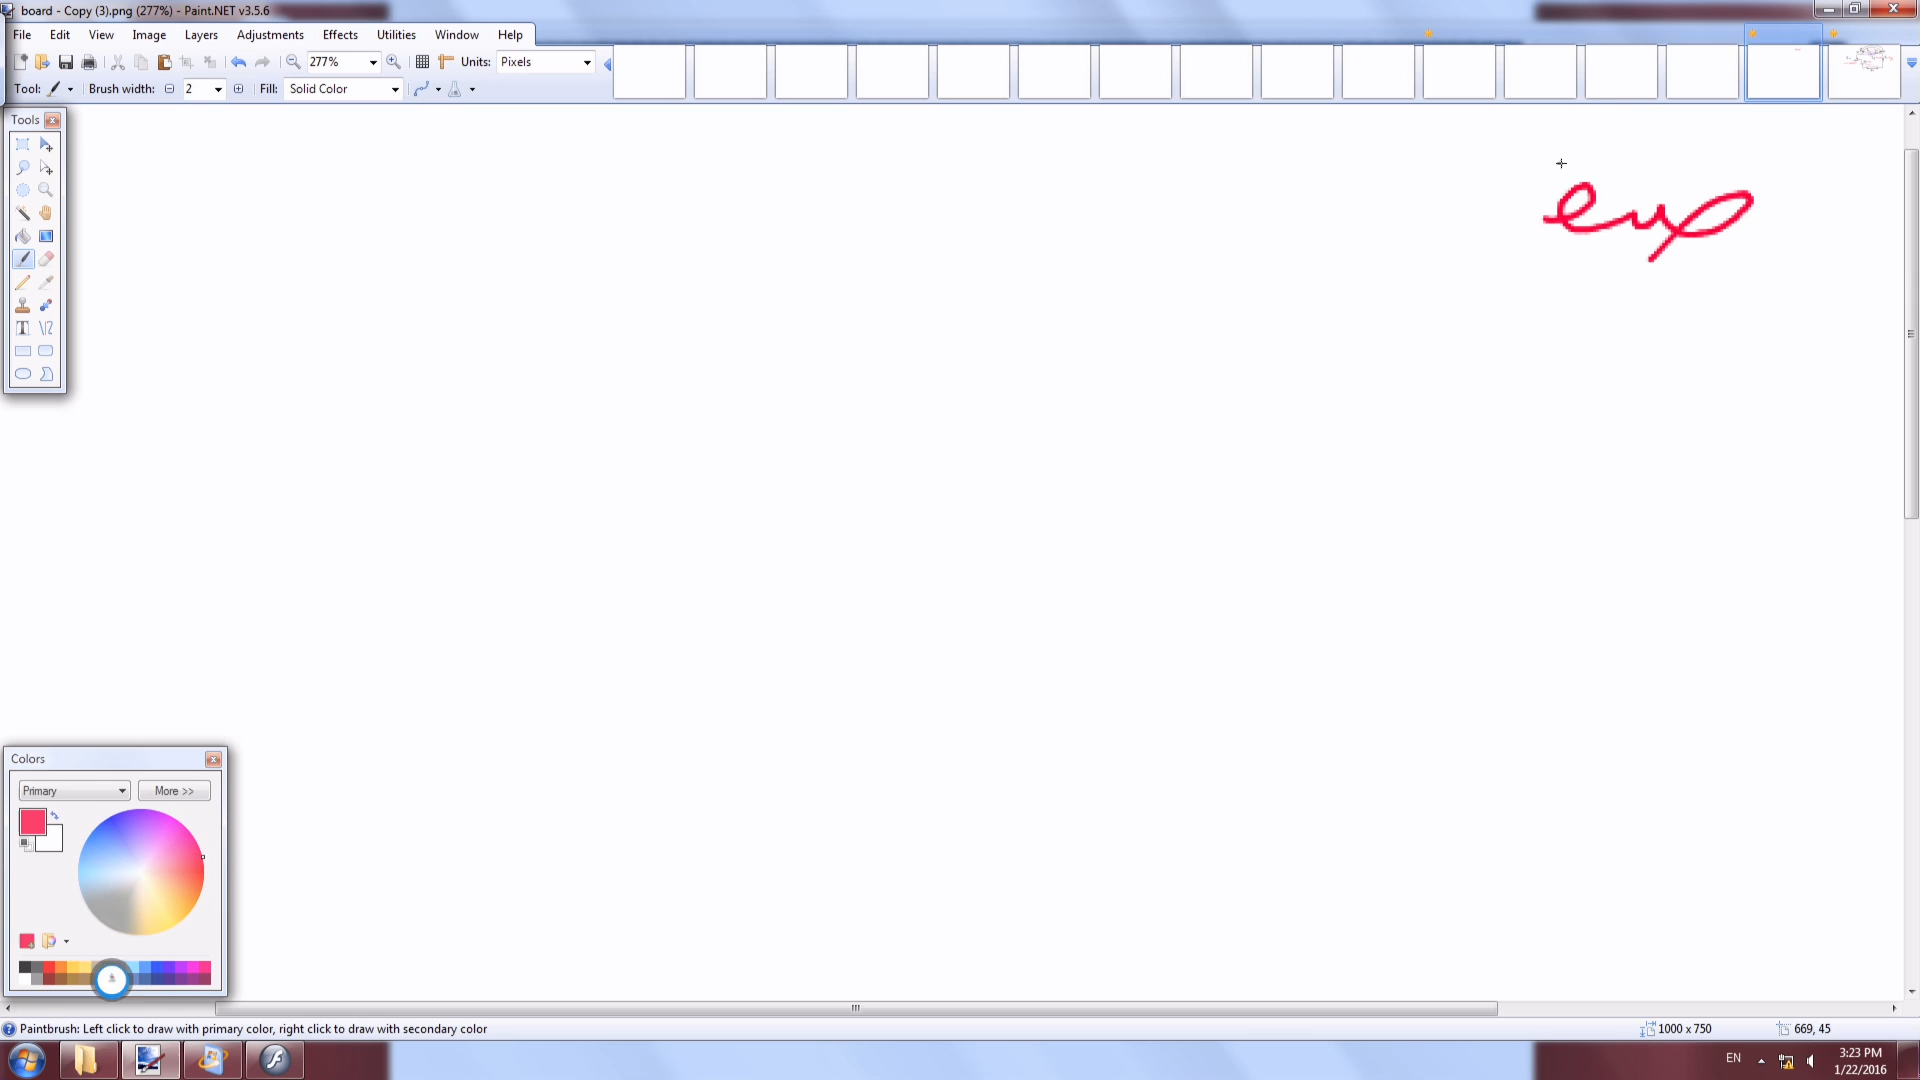 board - Copy (3).png (277%) - Paint.NET v3.5.6
File Edit View Image Layers Adjustments Effects Utilities Window Help
277% Units: Pixels
Tool: Brush width: 2 Fill: Solid Color
Tools
Colors
Primary More >>
Paintbrush: Left click to draw with primary color, right click to draw with secondary color 1000 x 750 669, 45
EN 3:23 PM
1/22/2016